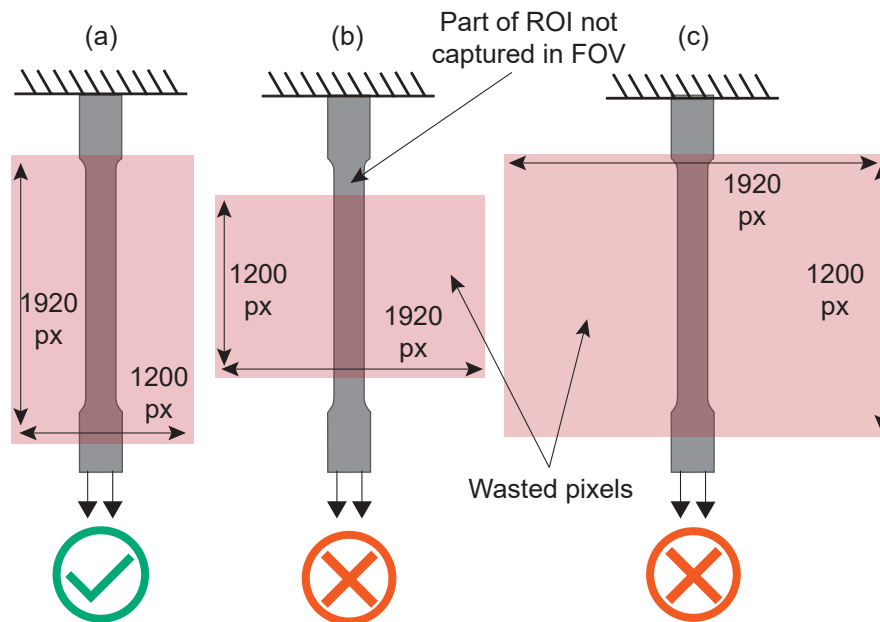 (a)
(b)
Part of ROI not
captured in FOV
(c)
1920
px
1200
px
1200
px
1920
px
1920
px
1200
px
Wasted pixels